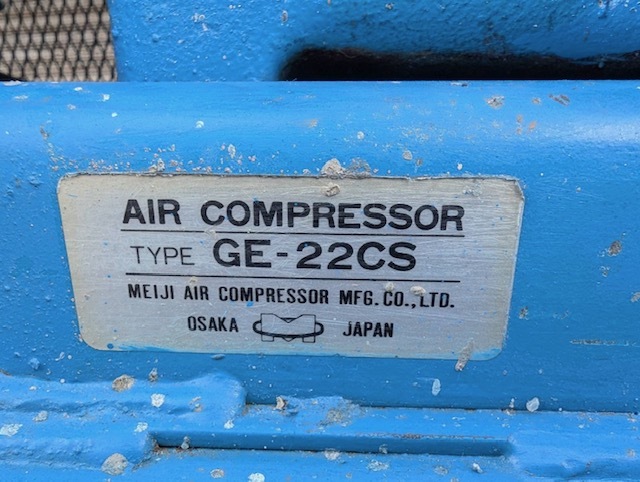 AIR COMPRESSOR
TYPE GE-22CS
MEIJI AIR COMPRESSOR MFG.CO.,LTD.
OSAKA JAPAN